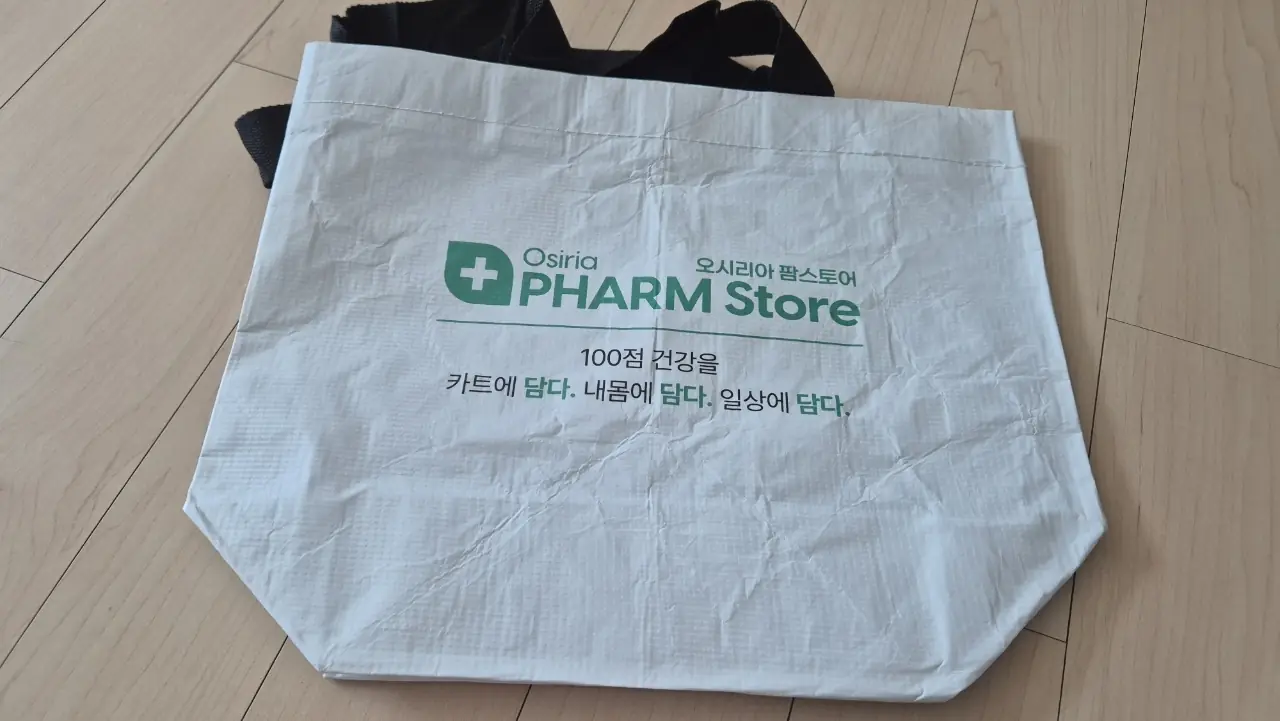 Osiria 오시리아 팜스토어
PHARM Store
100점 건강을
카트에 담다. 내몸에 담다. 일상에 담다.